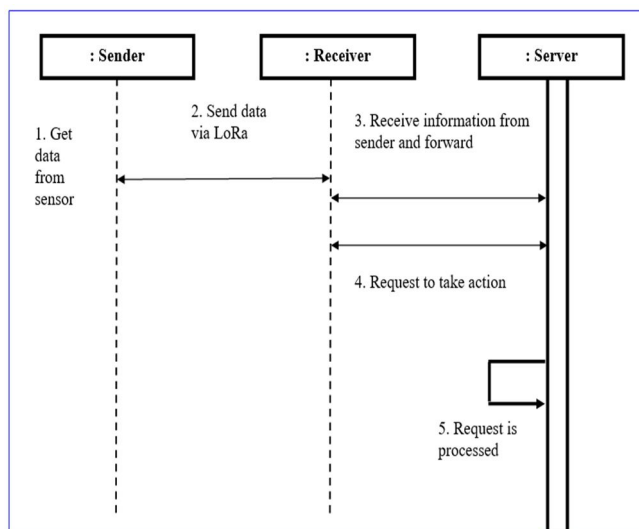 : Sender
: Receiver
: Server
1. Get
data
from
sensor
2. Send data
via LoRa
3. Receive information from
sender and forward
4. Request to take action
5. Request is
processed